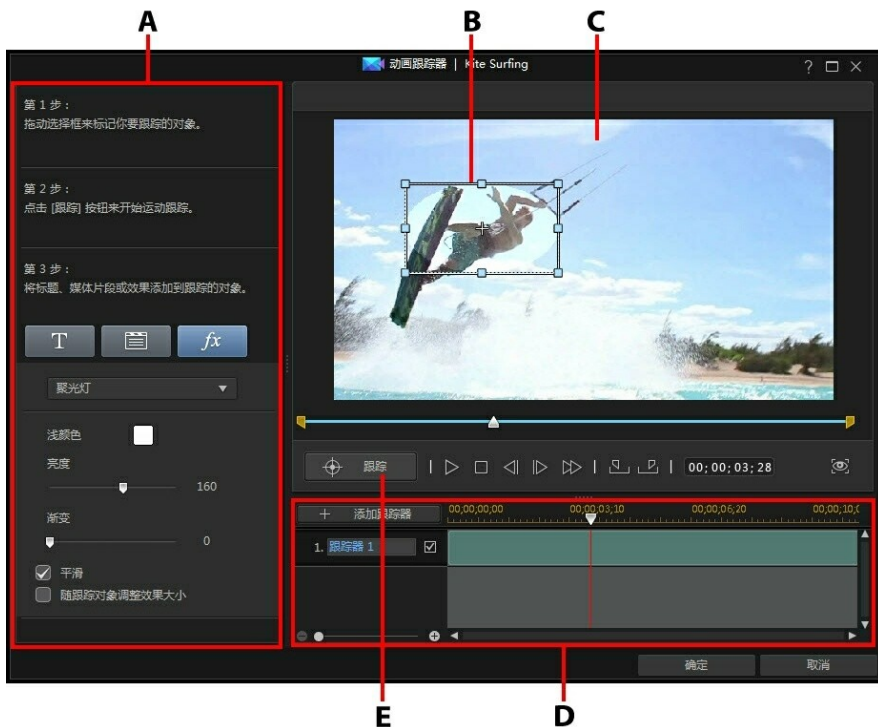 A
B
C
动画跟踪器 | Kite Surfing
?
第 1 步：
拖动选择框来标记你要跟踪的对象。
第 2 步：
点击 [跟踪] 按钮来开始运动跟踪。
第 3 步：
将标题、媒体片段或效果添加到跟踪的对象。
T
fx
聚光灯
浅颜色
亮度
160
渐变
0
平滑
随跟踪对象调整效果大小
跟踪
00;00;03;28
添加跟踪器
00;00;00;00
00;00;03;10
00;00;06;20
00;00;10;0
1. 跟踪器 1
确定
取消
E
D